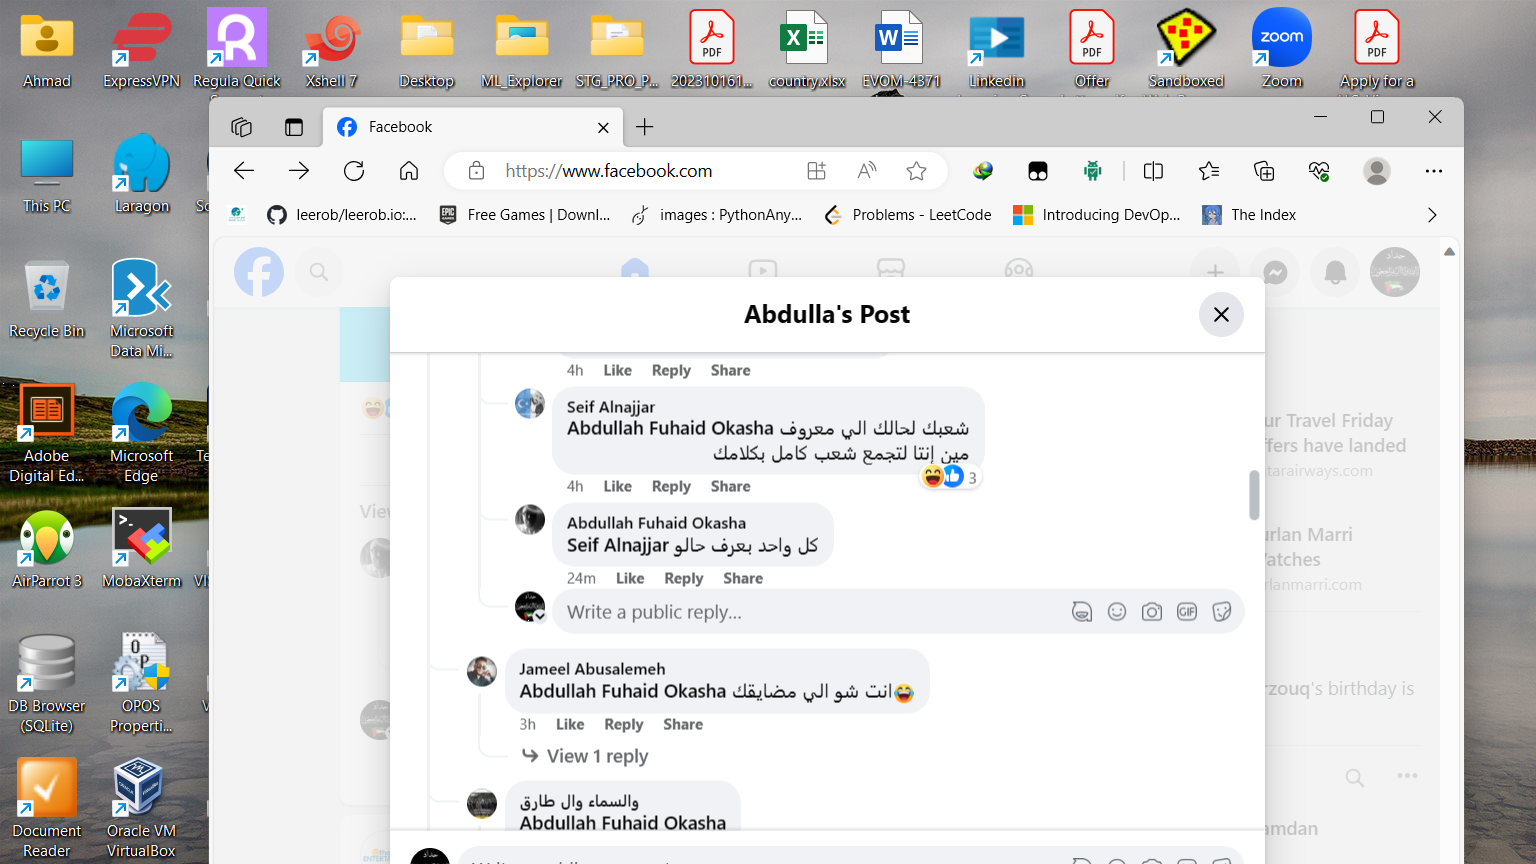 Ahmad
ExpressVPN
Regula Quick
Xshell 7
Desktop
ML_Explorer
STG_PRO_P...
PDF
202310161...
country.xlsx
EVOM-4371
Linkedin
PDF
Offer
Sandboxed
zoom
Zoom
PDF
Apply for a
This PC
Laragon
Recycle Bin
Microsoft
Data Mi...
Adobe
Digital Ed...
Microsoft
Edge
AirParrot 3
MobaXterm
DB Browser
(SQLite)
OPOS
Properti...
Document
Reader
Oracle VM
VirtualBox
Facebook
https://www.facebook.com
leerob/leerob.io:...
Free Games | Downl...
images : PythonAny...
Problems - LeetCode
Introducing DevOp...
The Index
Abdulla's Post
4h Like Reply Share
Seif Alnajjar
Abdullah Fuhaid Okasha شعبك لحالك الي معروف
مين إنتا لتجمع شعب كامل بكلامك
3
4h Like Reply Share
Abdullah Fuhaid Okasha
Seif Alnajjar كل واحد بعرف حالو
24m Like Reply Share
Write a public reply...
GIF
Jameel Abusalemeh
Abdullah Fuhaid Okasha انت شو الي مضايقك😂
3h Like Reply Share
View 1 reply
والسماء وال طارق
Abdullah Fuhaid Okasha
ur Travel Friday
ffers have landed
tarairways.com
urlan Marri
Watches
rlanmarri.com
rzouq's birthday is
amdan